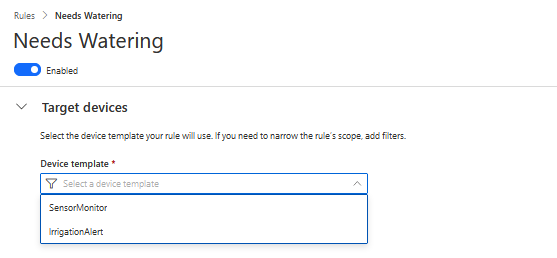 Rules > Needs Watering
Needs Watering
Enabled
Target devices
Select the device template your rule will use. If you need to narrow the rule's scope, add filters.
Device template *
Select a device template
SensorMonitor
IrrigationAlert